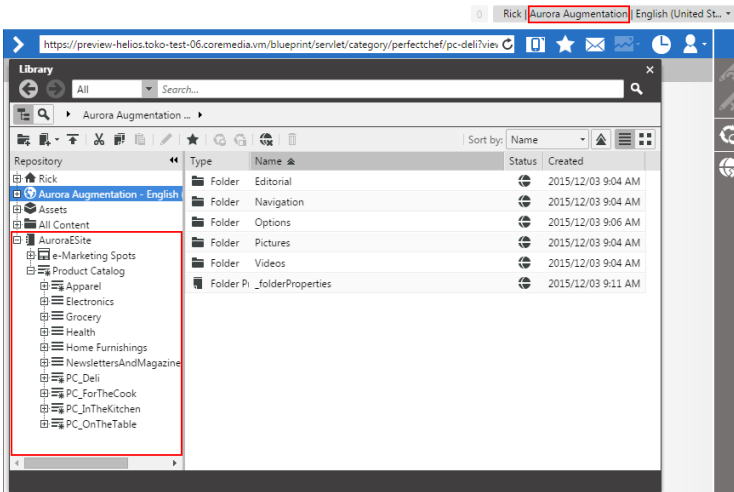 0 Rick | Aurora Augmentation | English (United St...
https://preview-helios.toko-test-06.coremedia.vm/blueprint/servlet/category/perfectchef/pc-deli?view
Library
All Search...
Aurora Augmentation ...
Sort by: Name
Repository Type Name Status Created
Rick
Aurora Augmentation - English
Assets
All Content
AuroraESite
e-Marketing Spots
Product Catalog
Apparel
Electronics
Grocery
Health
Home Furnishings
NewslettersAndMagazine
PC_Deli
PC_ForTheCook
PC_InTheKitchen
PC_OnTheTable
Folder Editorial 2015/12/03 9:04 AM
Folder Navigation 2015/12/03 9:04 AM
Folder Options 2015/12/03 9:06 AM
Folder Pictures 2015/12/03 9:04 AM
Folder Videos 2015/12/03 9:04 AM
Folder Pr _folderProperties 2015/12/03 9:11 AM